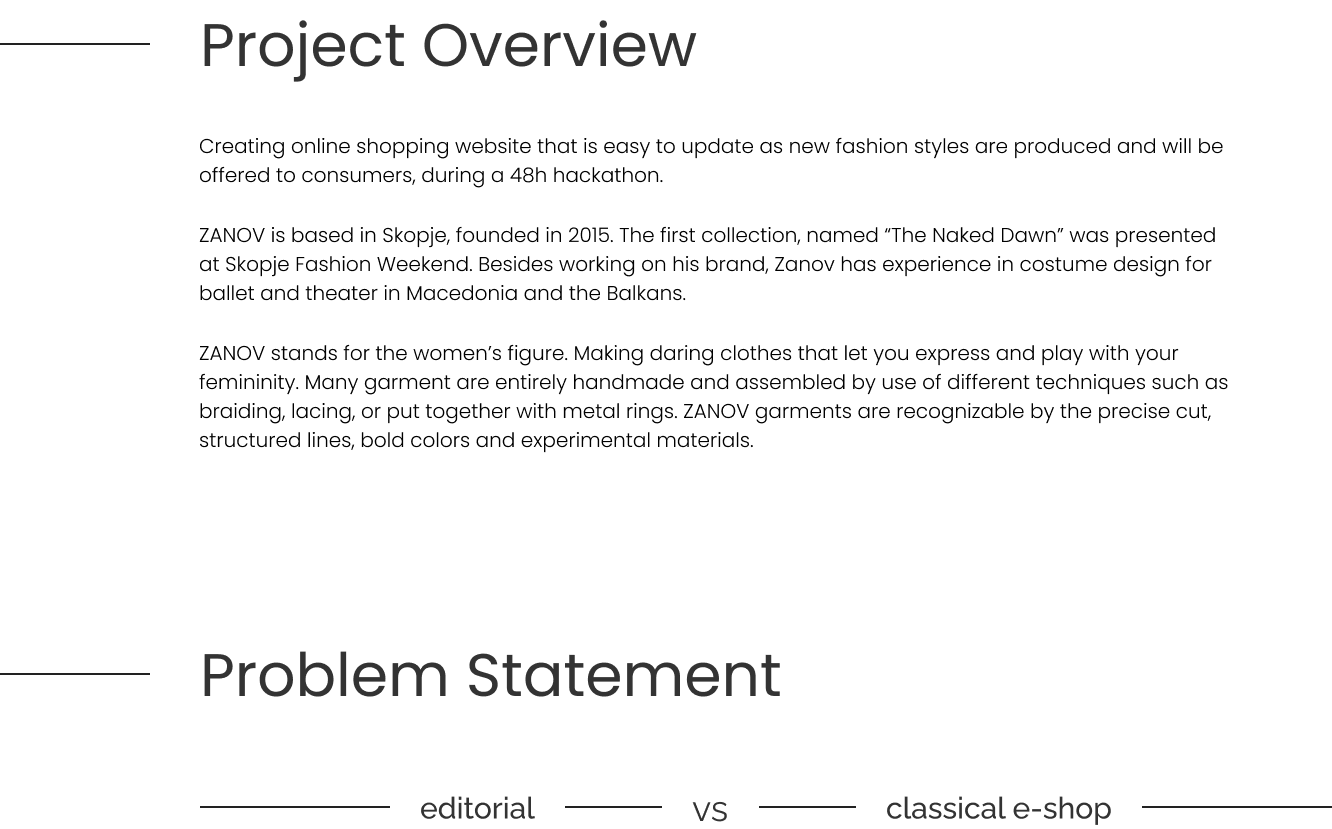 Project Overview
Creating online shopping website that is easy to update as new fashion styles are produced and will be
offered to consumers, during a 48h hackathon.
ZANOV is based in Skopje, founded in 2015. The first collection, named “The Naked Dawn” was presented
at Skopje Fashion Weekend. Besides working on his brand, Zanov has experience in costume design for
ballet and theater in Macedonia and the Balkans.
ZANOV stands for the women’s figure. Making daring clothes that let you express and play with your
femininity. Many garment are entirely handmade and assembled by use of different techniques such as
braiding, lacing, or put together with metal rings. ZANOV garments are recognizable by the precise cut,
structured lines, bold colors and experimental materials.
Problem Statement
editorial vs classical e-shop